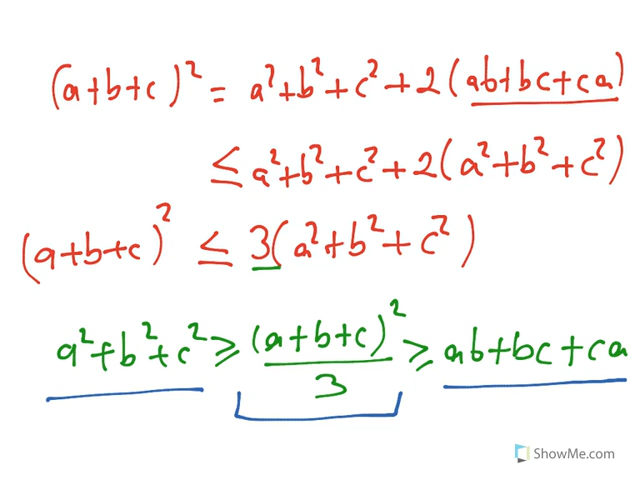 (a+b+c)² = a²+b²+c²+2(ab+bc+ca)
≤ a²+b²+c²+2(a²+b²+c²)
(a+b+c)² ≤ 3(a²+b²+c²)
a²+b²+c² ≥ (a+b+c)²/3 ≥ ab+bc+ca
ShowMe.com